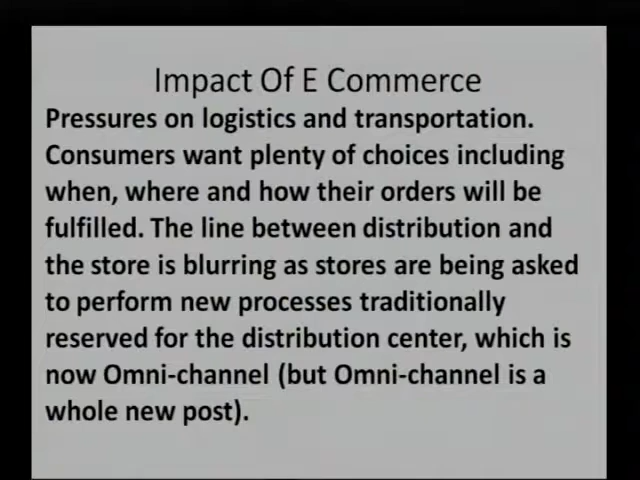 Impact Of E Commerce
Pressures on logistics and transportation.
Consumers want plenty of choices including
when, where and how their orders will be
fulfilled. The line between distribution and
the store is blurring as stores are being asked
to perform new processes traditionally
reserved for the distribution center, which is
now Omni-channel (but Omni-channel is a
whole new post).